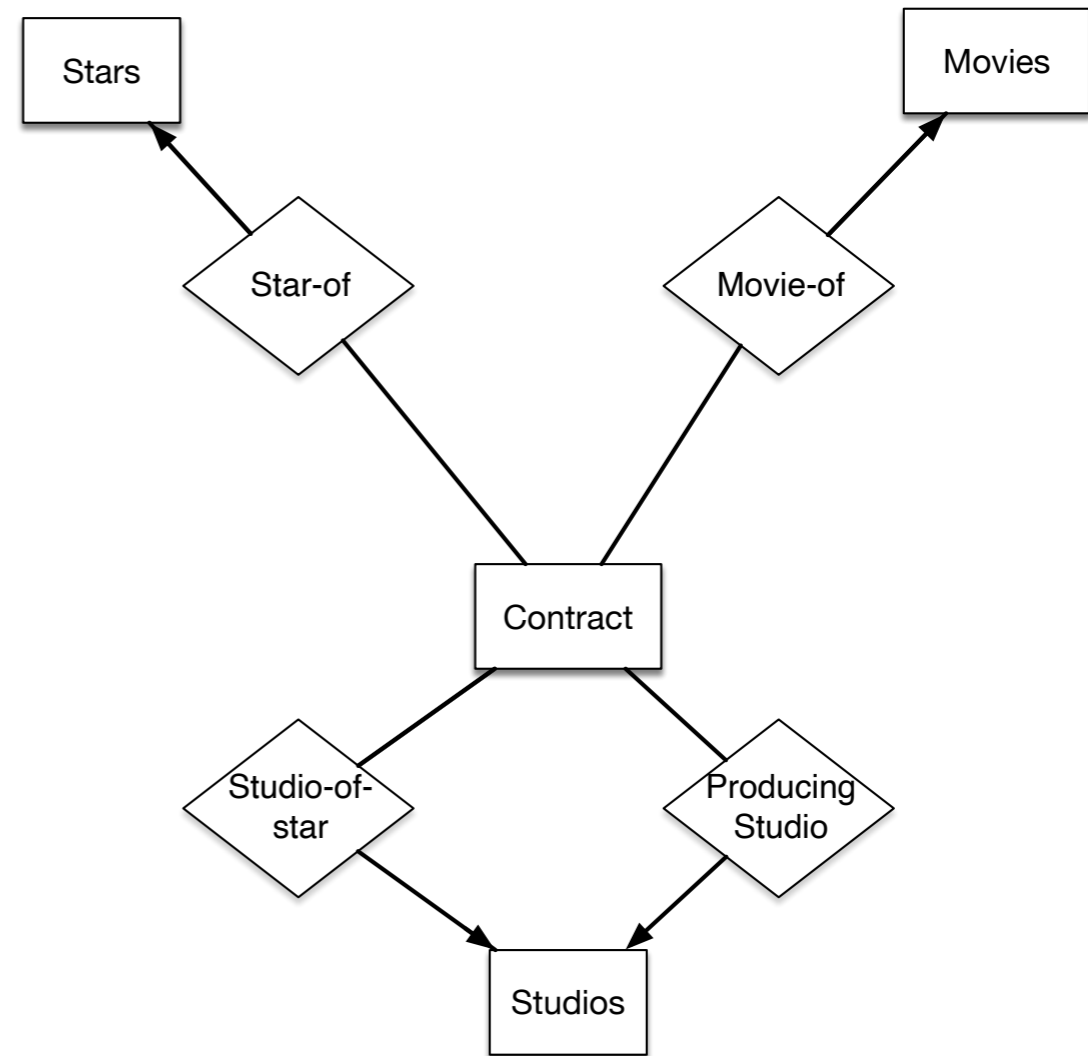 Stars
Movies
Star-of
Movie-of
Contract
Studio-of-
star
Producing
Studio
Studios